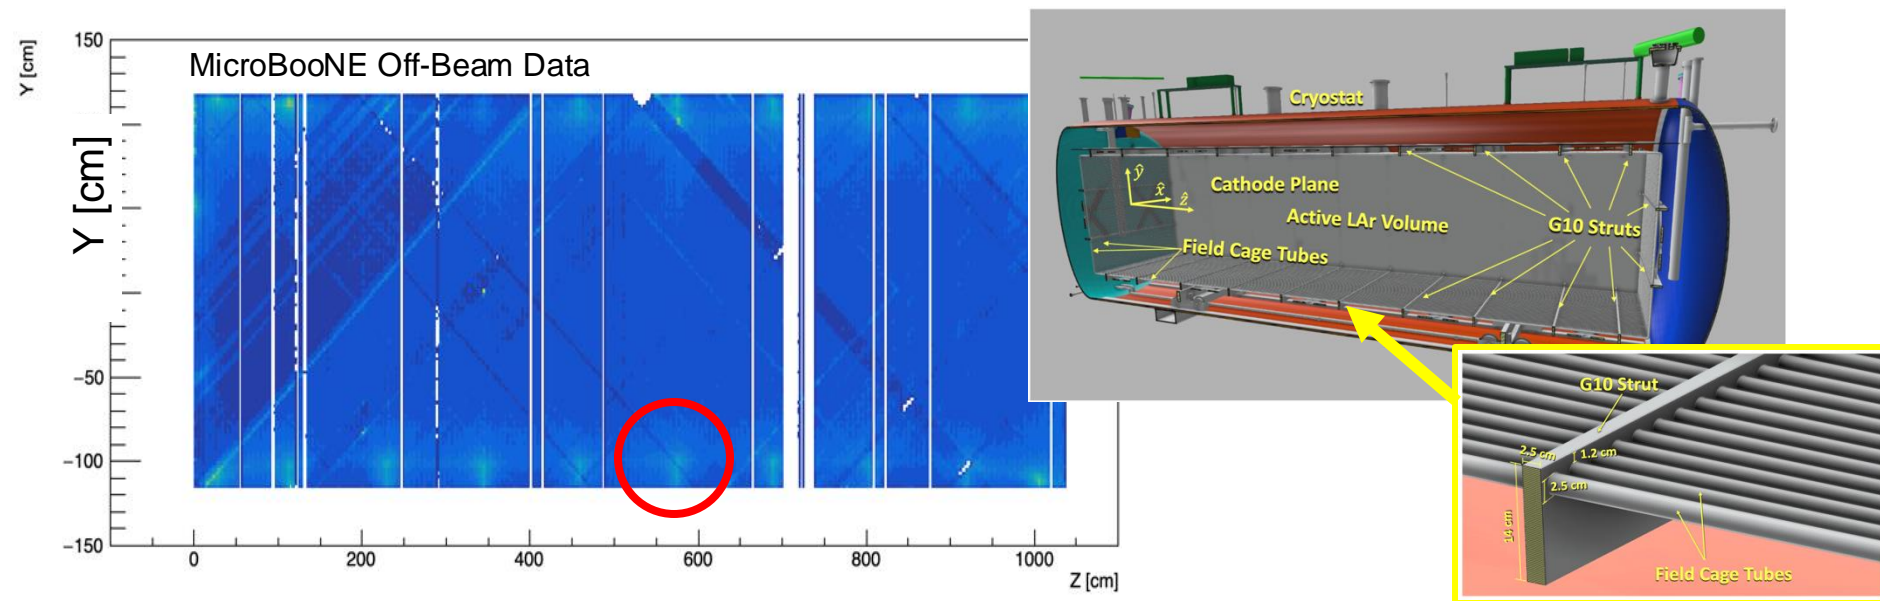 MicroBooNE Off-Beam Data
Y [cm]
Y [cm]
150
−50
−100
−150
0
200
400
600
800
1000
Z [cm]
Cryostat
Cathode Plane
Active LAr Volume
G10 Struts
Field Cage Tubes
ŷ
x̂
ẑ
G10 Strut
2.5 cm
1.2 cm
2.5 cm
14 cm
Field Cage Tubes